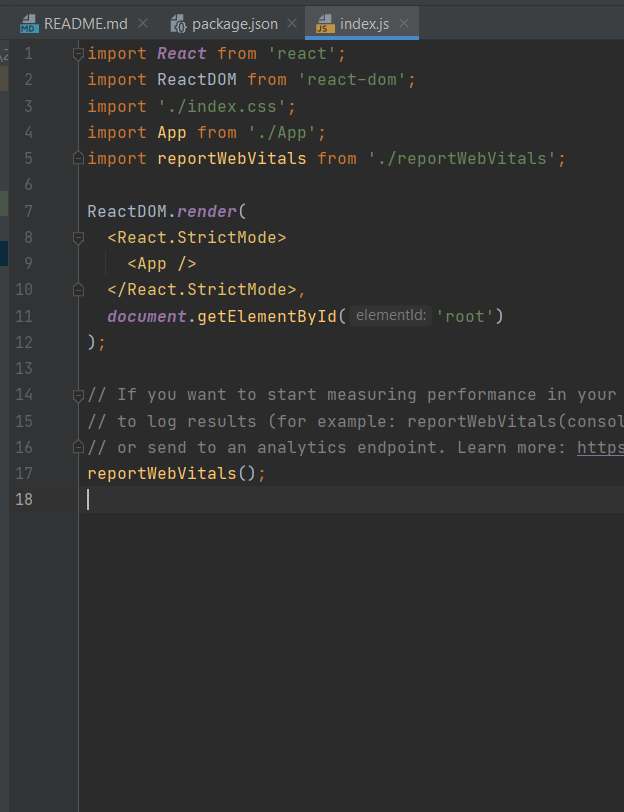 README.md package.json index.js
1 import React from 'react';
2 import ReactDOM from 'react-dom';
3 import './index.css';
4 import App from './App';
5 import reportWebVitals from './reportWebVitals';
6
7 ReactDOM.render(
8 <React.StrictMode>
9 <App />
10 </React.StrictMode>,
11 document.getElementById( elementId: 'root')
12 );
13
14 // If you want to start measuring performance in your
15 // to log results (for example: reportWebVitals(consol
16 // or send to an analytics endpoint. Learn more: https
17 reportWebVitals();
18